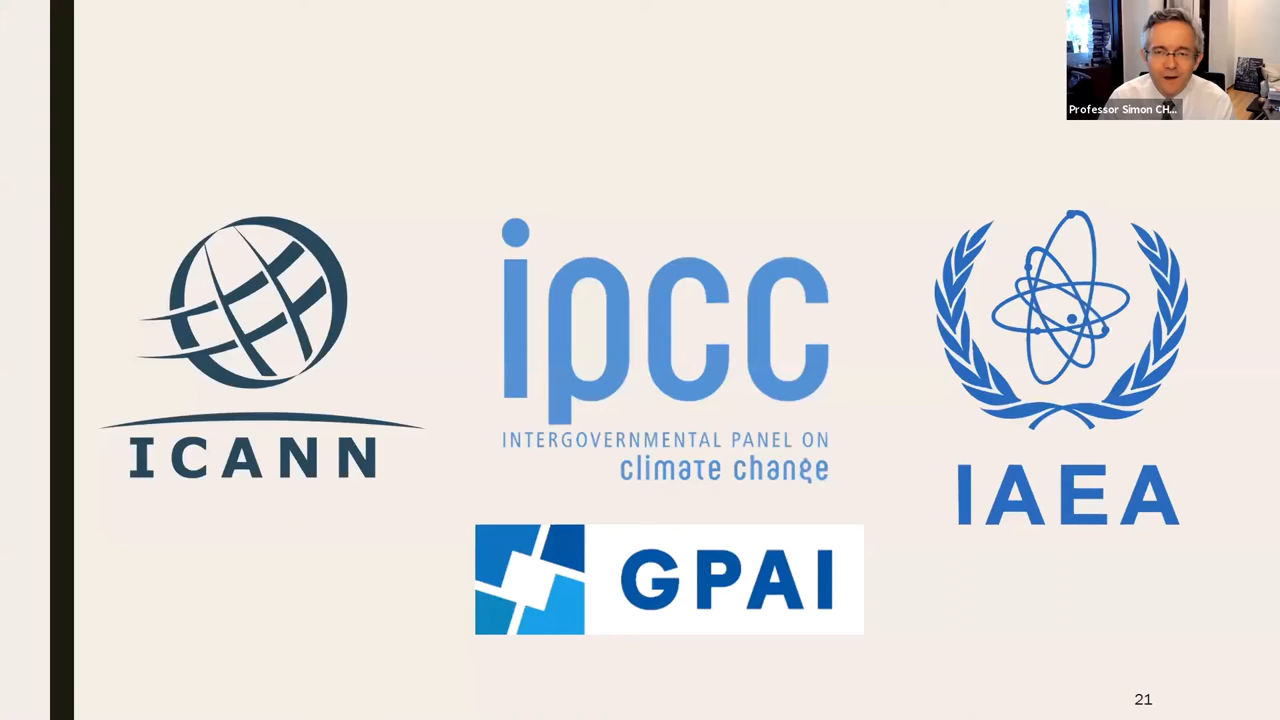 Professor Simon CH...
ICANN
ipcc
INTERGOVERNMENTAL PANEL ON
climate change
IAEA
GPAI
21